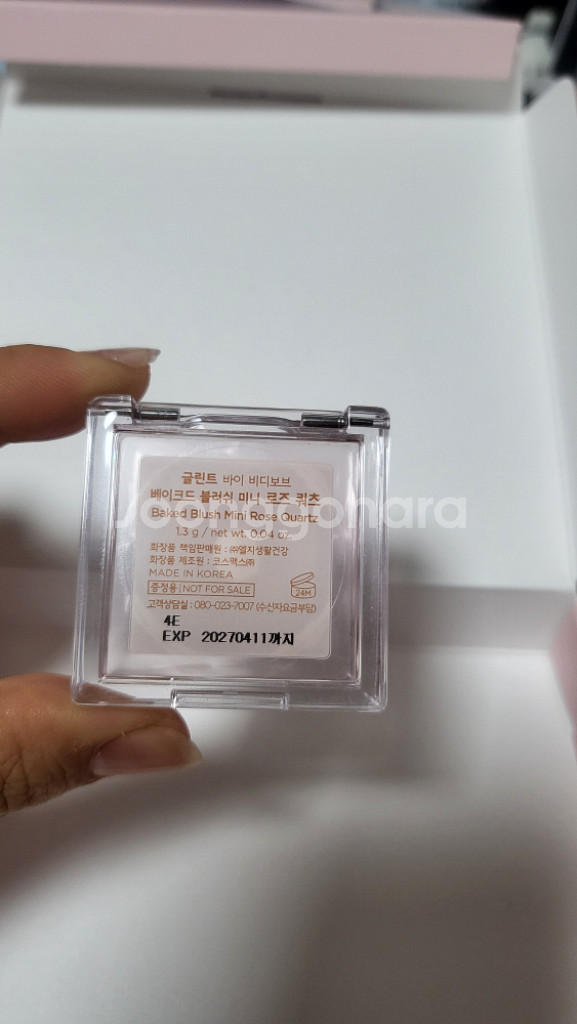 글린트 바이 비디보브
베이크드 블러쉬 미니 로즈 쿼츠
Baked Blush Mini Rose Quartz
1.3 g / net wt. 0.04 oz.
화장품 책임판매원 : ㈜엘지생활건강
화장품 제조원 : 코스맥스㈜
MADE IN KOREA
증정용 | NOT FOR SALE
24M
고객상담실 : 080-023-7007 (수신자요금부담)
4E
EXP 20270411까지
Joonggonara